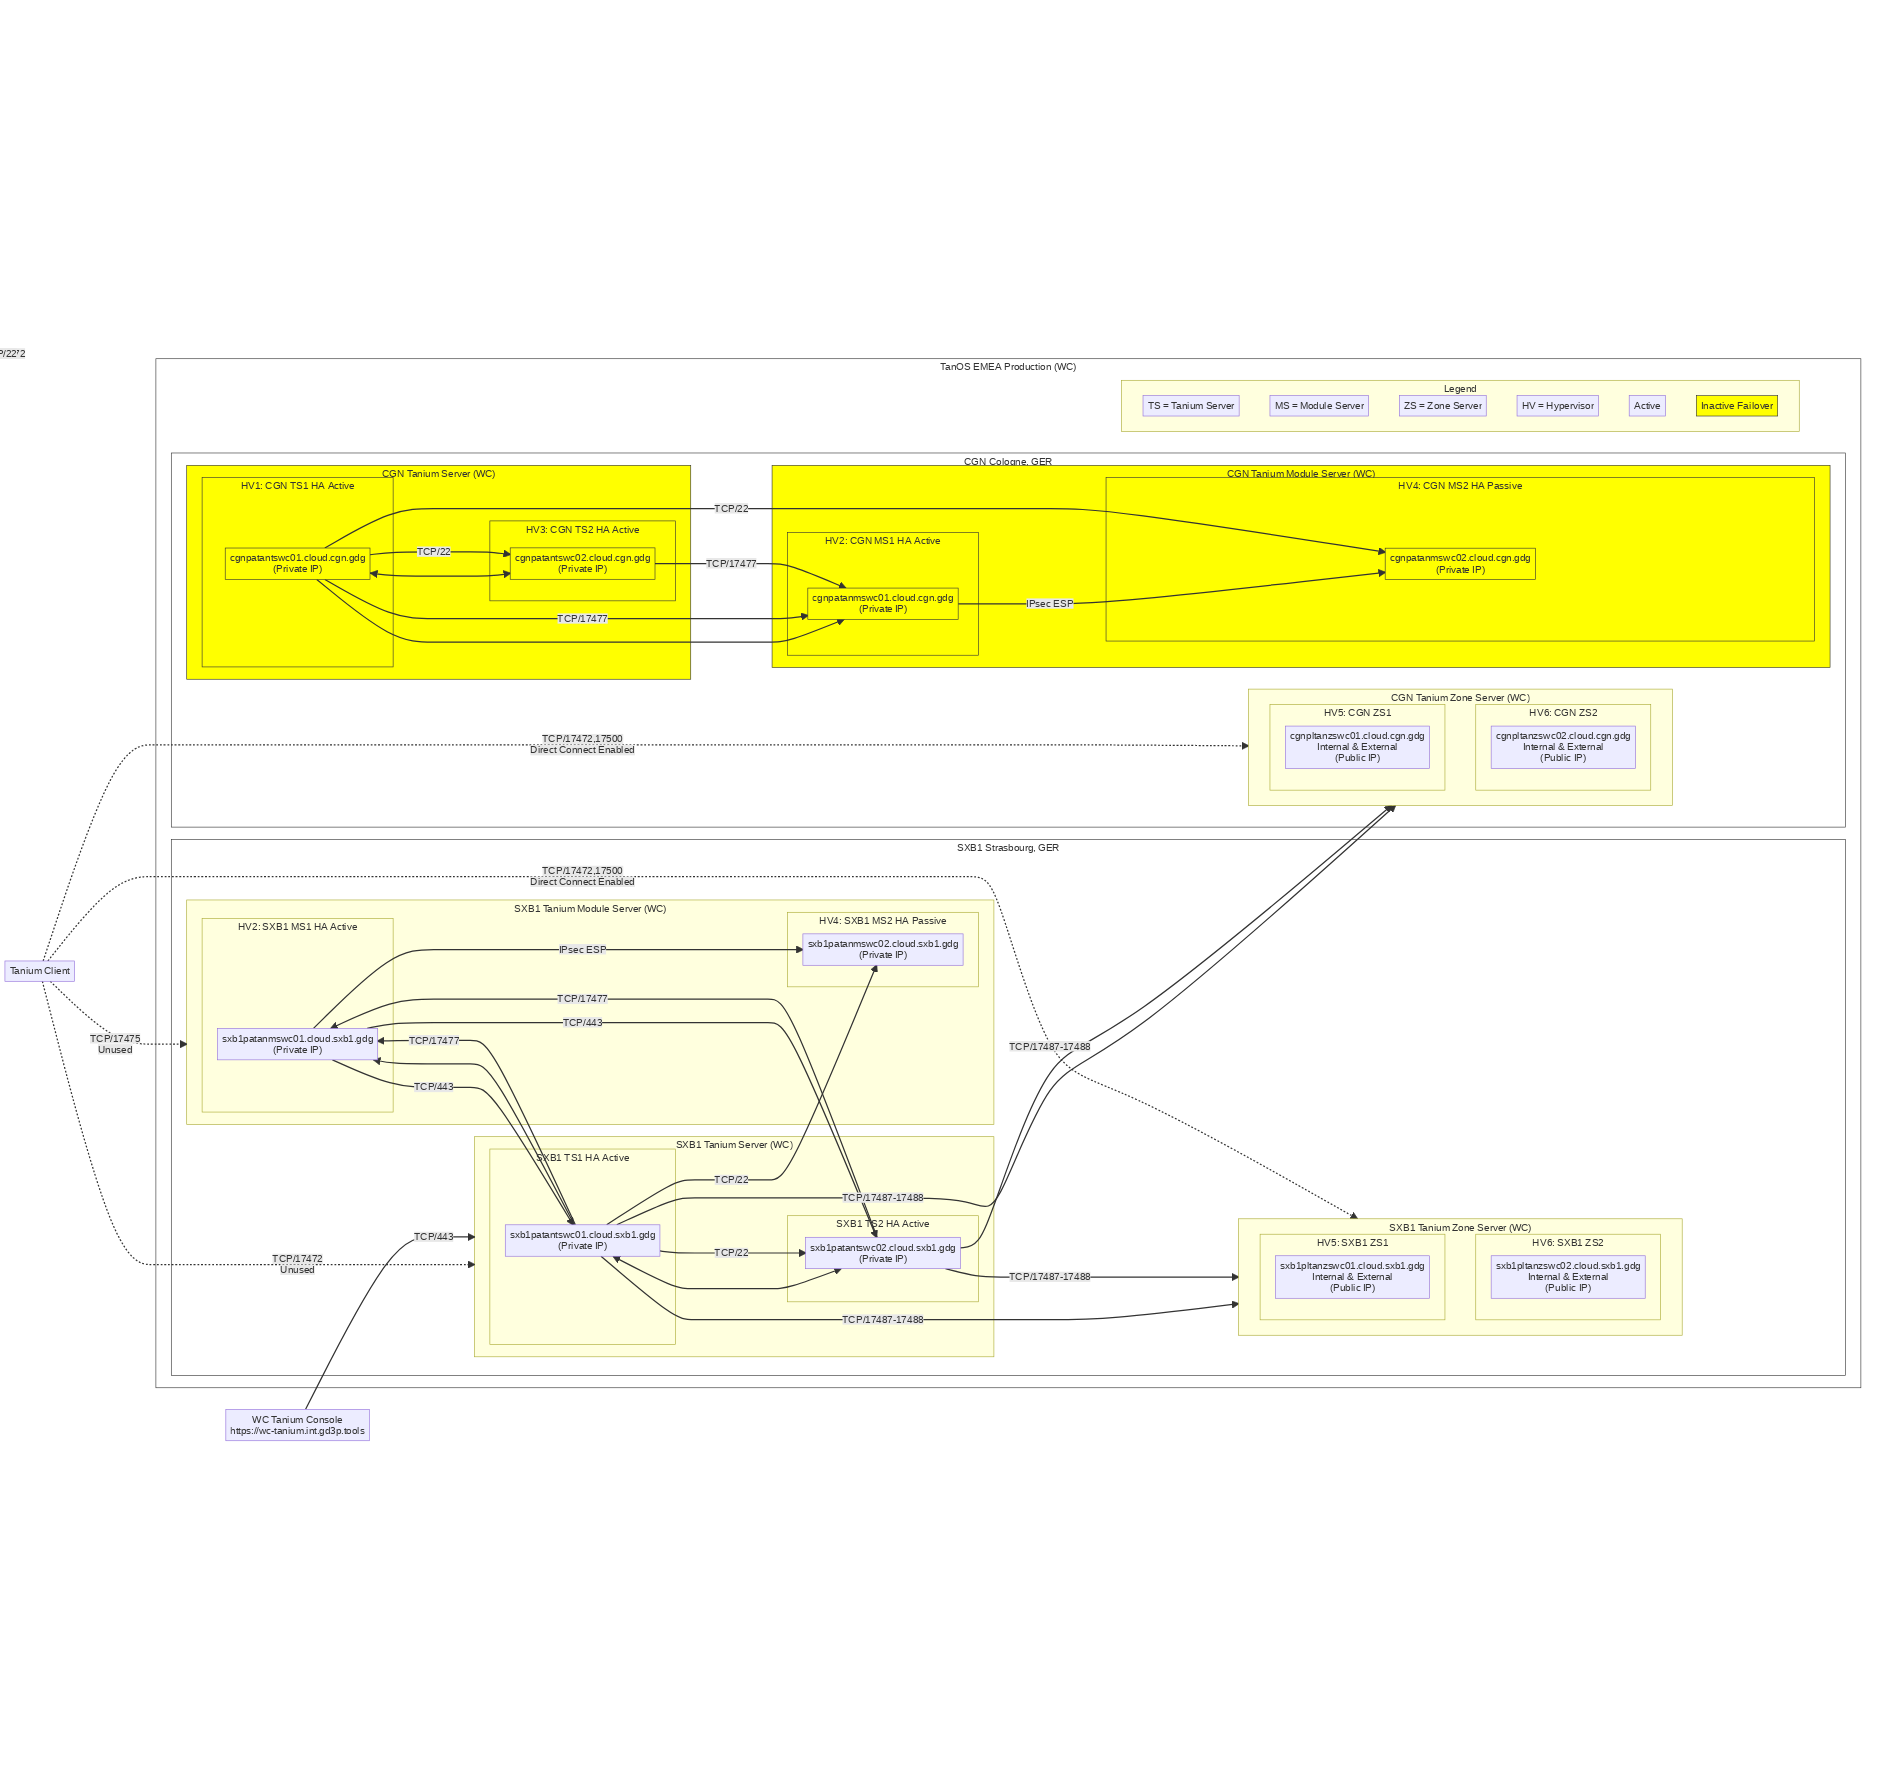 P/2272
TanOS EMEA Production (WC)
Legend
TS = Tanium Server
MS = Module Server
ZS = Zone Server
HV = Hypervisor
Active
Inactive Failover
CGN Cologne, GER
CGN Tanium Server (WC)
HV1: CGN TS1 HA Active
cgnpatantswc01.cloud.cgn.gdg
(Private IP)
HV3: CGN TS2 HA Active
cgnpatantswc02.cloud.cgn.gdg
(Private IP)
TCP/22
TCP/22
TCP/17477
TCP/17477
CGN Tanium Module Server (WC)
HV2: CGN MS1 HA Active
cgnpatanmswc01.cloud.cgn.gdg
(Private IP)
IPsec ESP
HV4: CGN MS2 HA Passive
cgnpatanmswc02.cloud.cgn.gdg
(Private IP)
CGN Tanium Zone Server (WC)
HV5: CGN ZS1
cgnpltanzswc01.cloud.cgn.gdg
Internal & External
(Public IP)
HV6: CGN ZS2
cgnpltanzswc02.cloud.cgn.gdg
Internal & External
(Public IP)
TCP/17472,17500
Direct Connect Enabled
SXB1 Strasbourg, GER
TCP/17472,17500
Direct Connect Enabled
SXB1 Tanium Module Server (WC)
HV2: SXB1 MS1 HA Active
sxb1patanmswc01.cloud.sxb1.gdg
(Private IP)
HV4: SXB1 MS2 HA Passive
sxb1patanmswc02.cloud.sxb1.gdg
(Private IP)
IPsec ESP
TCP/17477
TCP/443
TCP/17477
TCP/443
Tanium Client
TCP/17475
Unused
TCP/17487-17488
SXB1 Tanium Server (WC)
SXB1 TS1 HA Active
sxb1patantswc01.cloud.sxb1.gdg
(Private IP)
TCP/22
TCP/17487-17488
SXB1 TS2 HA Active
sxb1patantswc02.cloud.sxb1.gdg
(Private IP)
TCP/22
TCP/17487-17488
TCP/17487-17488
TCP/443
TCP/17472
Unused
SXB1 Tanium Zone Server (WC)
HV5: SXB1 ZS1
sxb1pltanzswc01.cloud.sxb1.gdg
Internal & External
(Public IP)
HV6: SXB1 ZS2
sxb1pltanzswc02.cloud.sxb1.gdg
Internal & External
(Public IP)
WC Tanium Console
https://wc-tanium.int.gd3p.tools